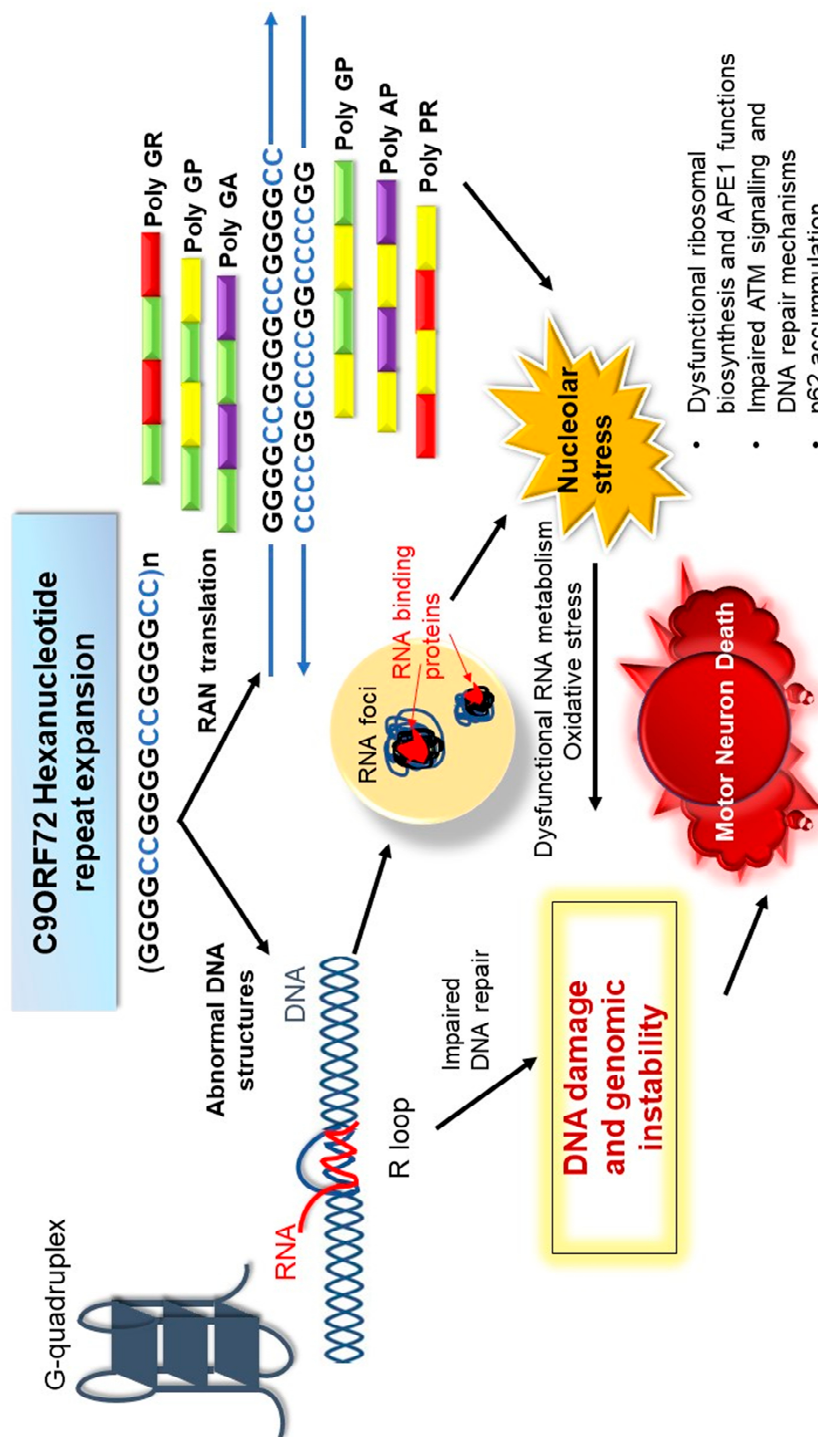 C9ORF72 Hexanucleotide
repeat expansion
(GGGGCCGGGGCCGGGGCC)n
Abnormal DNA
structures
RAN translation
G-quadruplex
RNA
DNA
R loop
Poly GR
Poly GP
Poly GA
GGGGCCGGGGCCGGGGCC
CCCCGGCCCCGGCCCCGG
Poly GP
Poly AP
Poly PR
RNA foci
RNA binding
proteins
Impaired
DNA repair
Nucleolar
stress
Dysfunctional RNA metabolism
Oxidative stress
DNA damage
and genomic
instability
Motor Neuron Death
• Dysfunctional ribosomal
biosynthesis and APE1 functions
• Impaired ATM signalling and
DNA repair mechanisms
• p62 accummulation